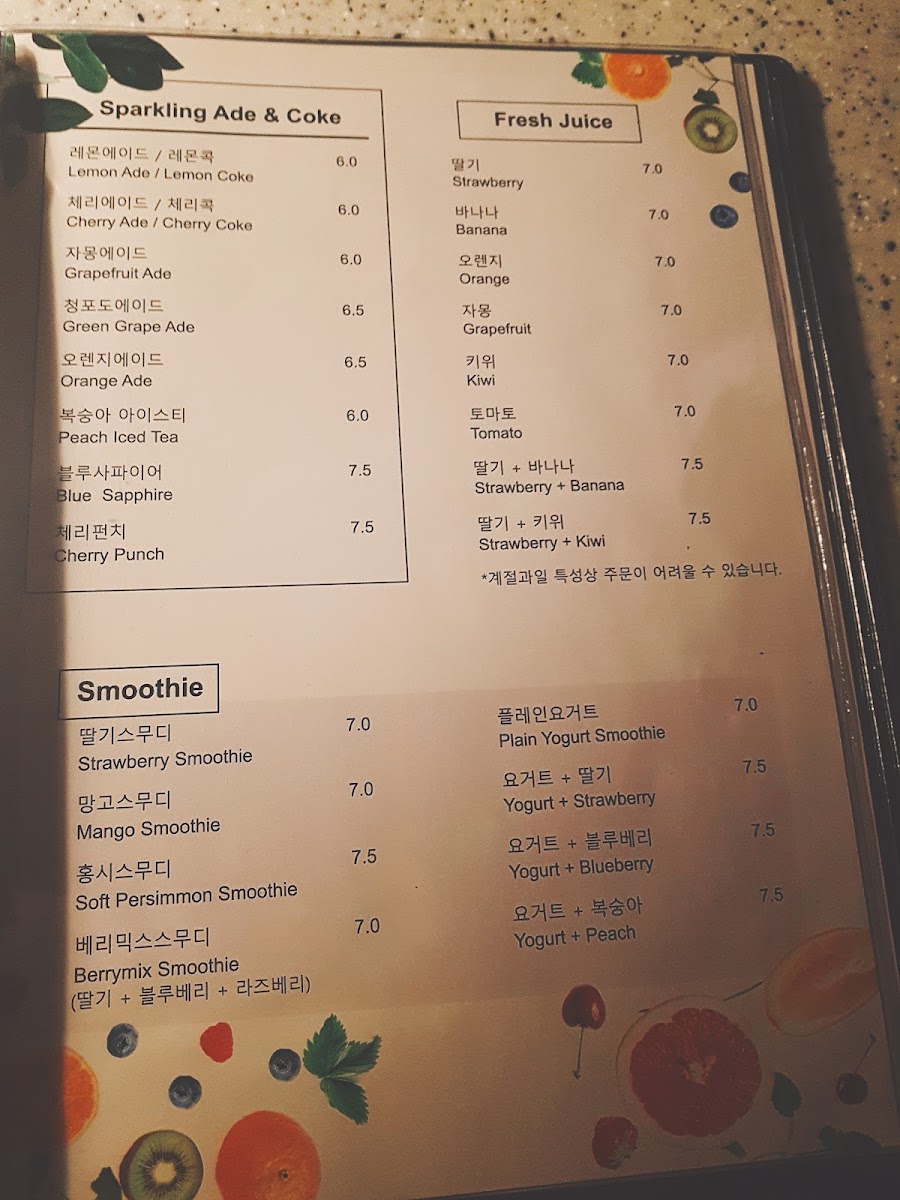 Sparkling Ade & Coke
레몬에이드 / 레몬콕 6.0
Lemon Ade / Lemon Coke
체리에이드 / 체리콕 6.0
Cherry Ade / Cherry Coke
자몽에이드 6.0
Grapefruit Ade
청포도에이드 6.5
Green Grape Ade
오렌지에이드 6.5
Orange Ade
복숭아 아이스티 6.0
Peach Iced Tea
블루사파이어 7.5
Blue Sapphire
체리펀치 7.5
Cherry Punch
Fresh Juice
딸기 7.0
Strawberry
바나나 7.0
Banana
오렌지 7.0
Orange
자몽 7.0
Grapefruit
키위 7.0
Kiwi
토마토 7.0
Tomato
딸기 + 바나나 7.5
Strawberry + Banana
딸기 + 키위 7.5
Strawberry + Kiwi
*계절과일 특성상 주문이 어려울 수 있습니다.
Smoothie
딸기스무디 7.0
Strawberry Smoothie
망고스무디 7.0
Mango Smoothie
홍시스무디 7.5
Soft Persimmon Smoothie
베리믹스스무디 7.0
Berrymix Smoothie
(딸기 + 블루베리 + 라즈베리)
플레인요거트 7.0
Plain Yogurt Smoothie
요거트 + 딸기 7.5
Yogurt + Strawberry
요거트 + 블루베리 7.5
Yogurt + Blueberry
요거트 + 복숭아 7.5
Yogurt + Peach